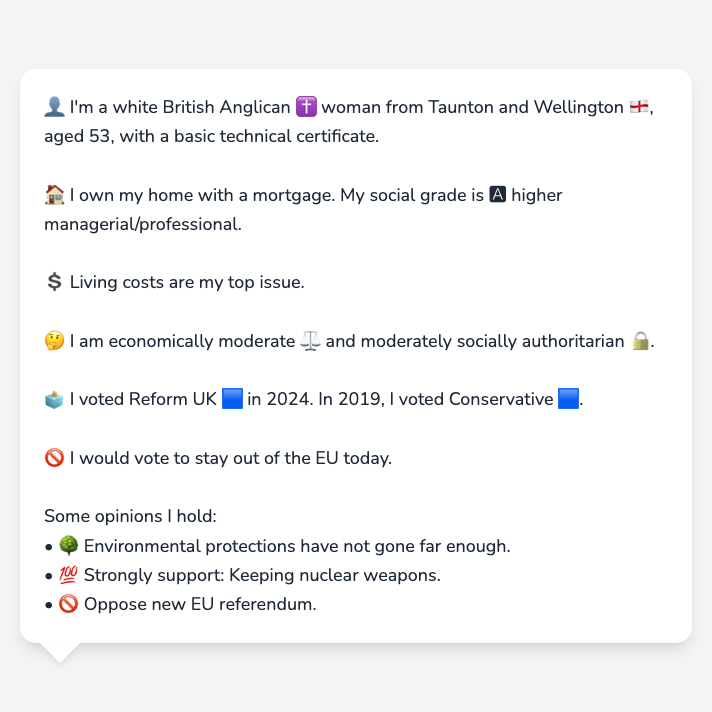 👤 I'm a white British Anglican ✝️ woman from Taunton and Wellington 🏴󠁧󠁢󠁥󠁮󠁧󠁿,
aged 53, with a basic technical certificate.
🏠 I own my home with a mortgage. My social grade is 🅰 higher
managerial/professional.
💲 Living costs are my top issue.
🤔 I am economically moderate ⚖️ and moderately socially authoritarian 🔒.
🗳️ I voted Reform UK 🟦 in 2024. In 2019, I voted Conservative 🟦.
🚫 I would vote to stay out of the EU today.
Some opinions I hold:
• 🌳 Environmental protections have not gone far enough.
• 💯 Strongly support: Keeping nuclear weapons.
• 🚫 Oppose new EU referendum.